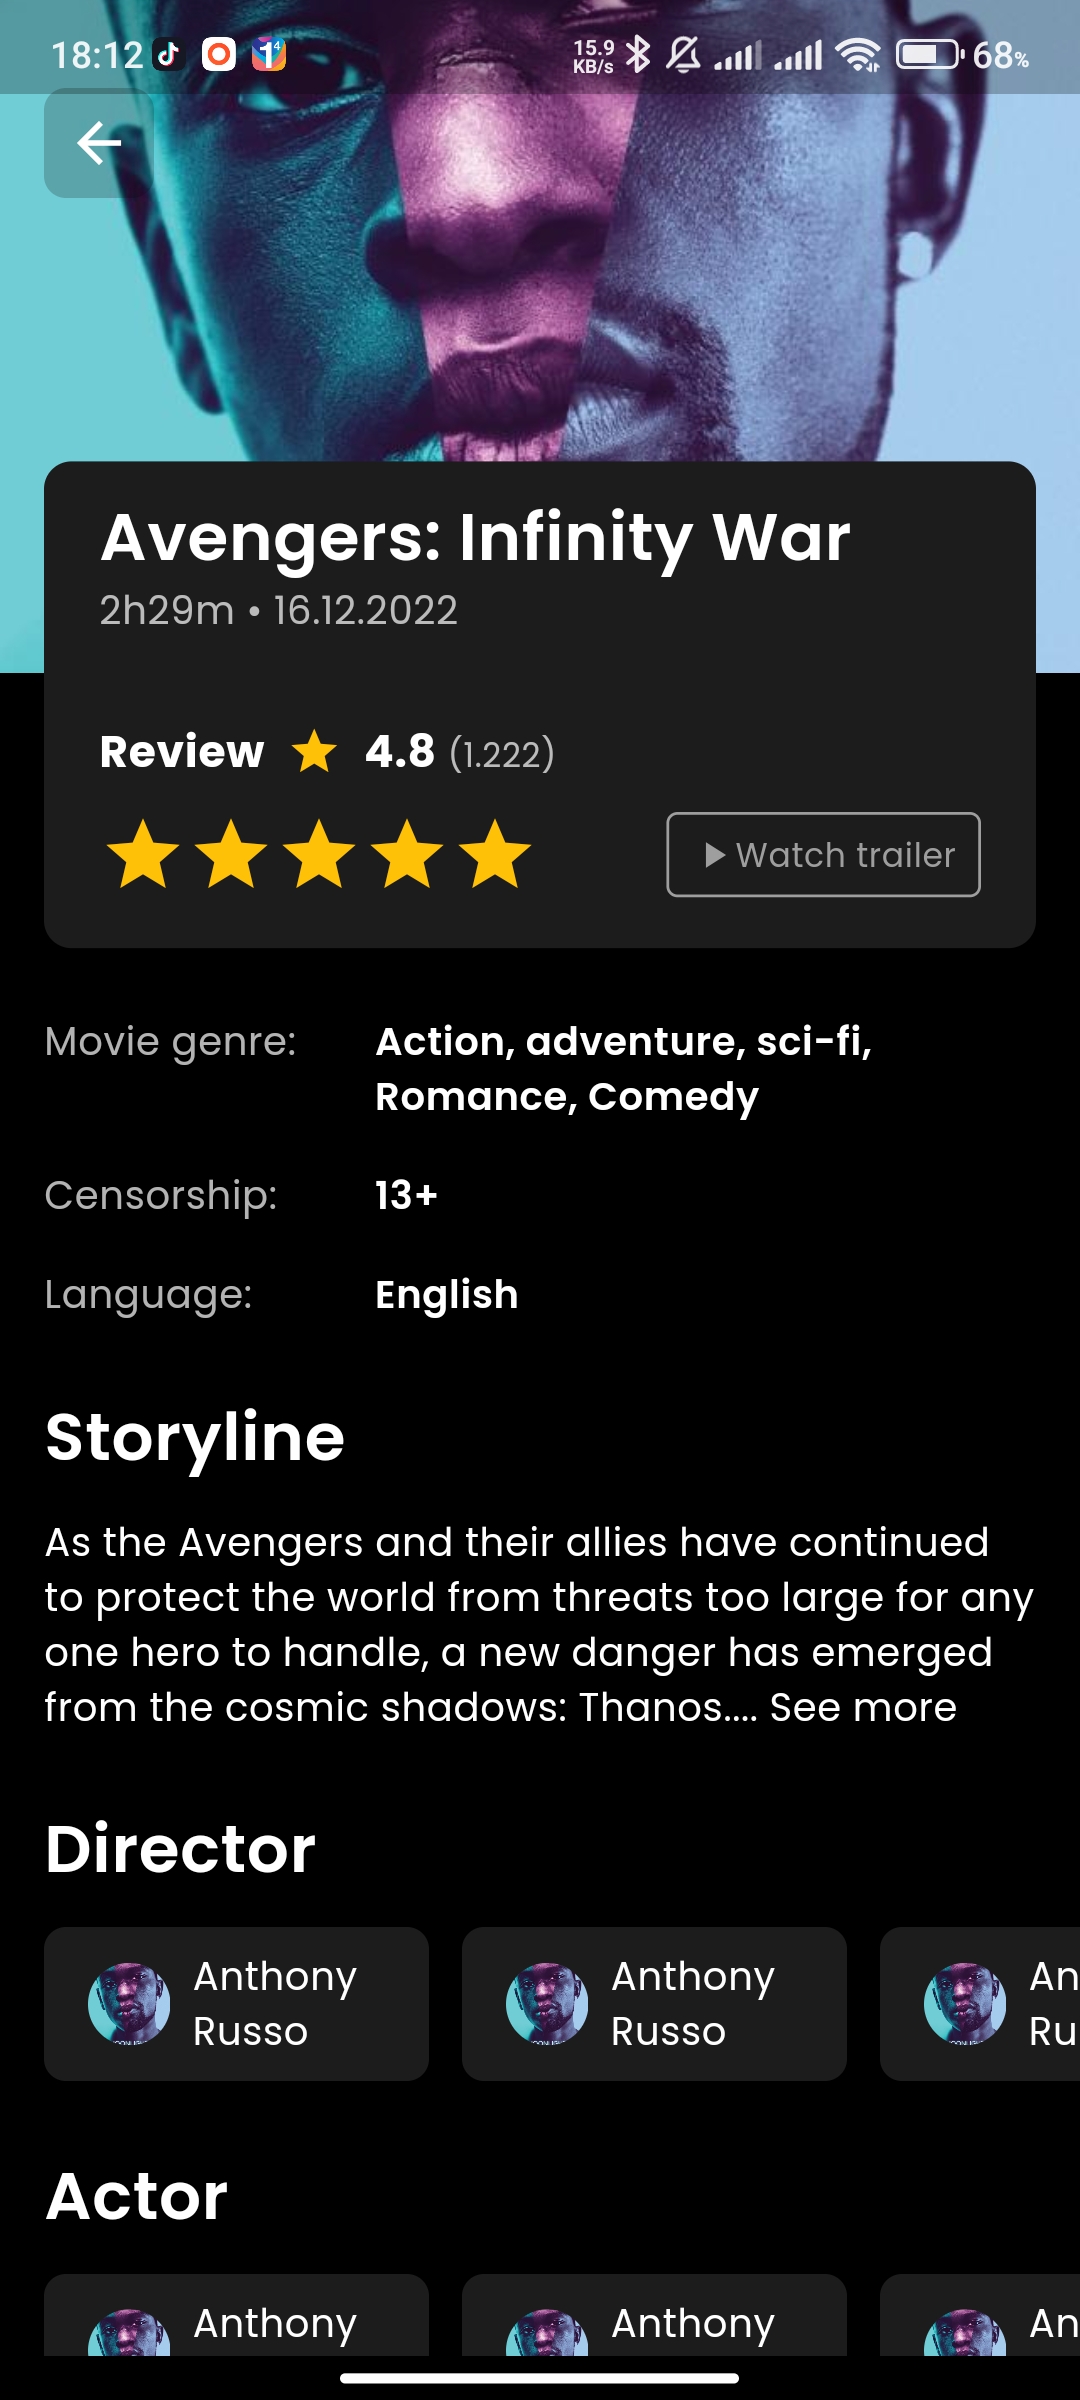 18:12
15.9
KB/s
68%
Avengers: Infinity War
2h29m • 16.12.2022
Review 4.8 (1.222)
Watch trailer
Movie genre: Action, adventure, sci-fi,
Romance, Comedy
Censorship: 13+
Language: English
Storyline
As the Avengers and their allies have continued
to protect the world from threats too large for any
one hero to handle, a new danger has emerged
from the cosmic shadows: Thanos.... See more
Director
Anthony
Russo
Anthony
Russo
An
Ru
Actor
Anthony
Anthony
An